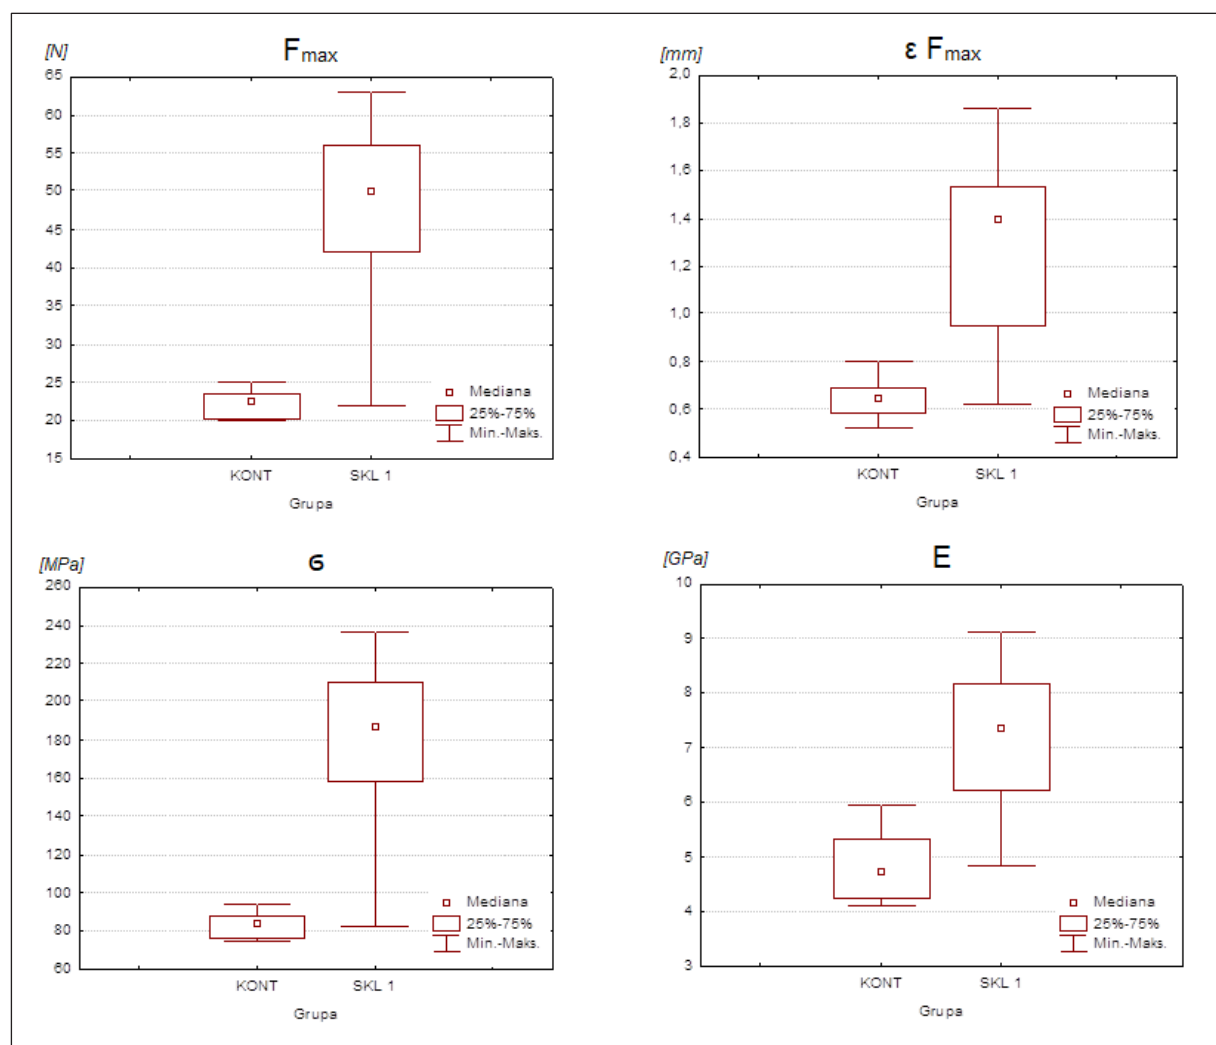 [N]
F max
65
60
55
50
45
40
35
30
25
20
15
KONT
SKL 1
Grupa
Mediana
25%-75%
Min.-Maks.
[mm]
ε F max
2,0
1,8
1,6
1,4
1,2
1,0
0,8
0,6
0,4
KONT
SKL 1
Grupa
Mediana
25%-75%
Min.-Maks.
[MPa]
ϭ
260
240
220
200
180
160
140
120
100
80
60
KONT
SKL 1
Grupa
Mediana
25%-75%
Min.-Maks.
[GPa]
E
10
9
8
7
6
5
4
3
KONT
SKL 1
Grupa
Mediana
25%-75%
Min.-Maks.